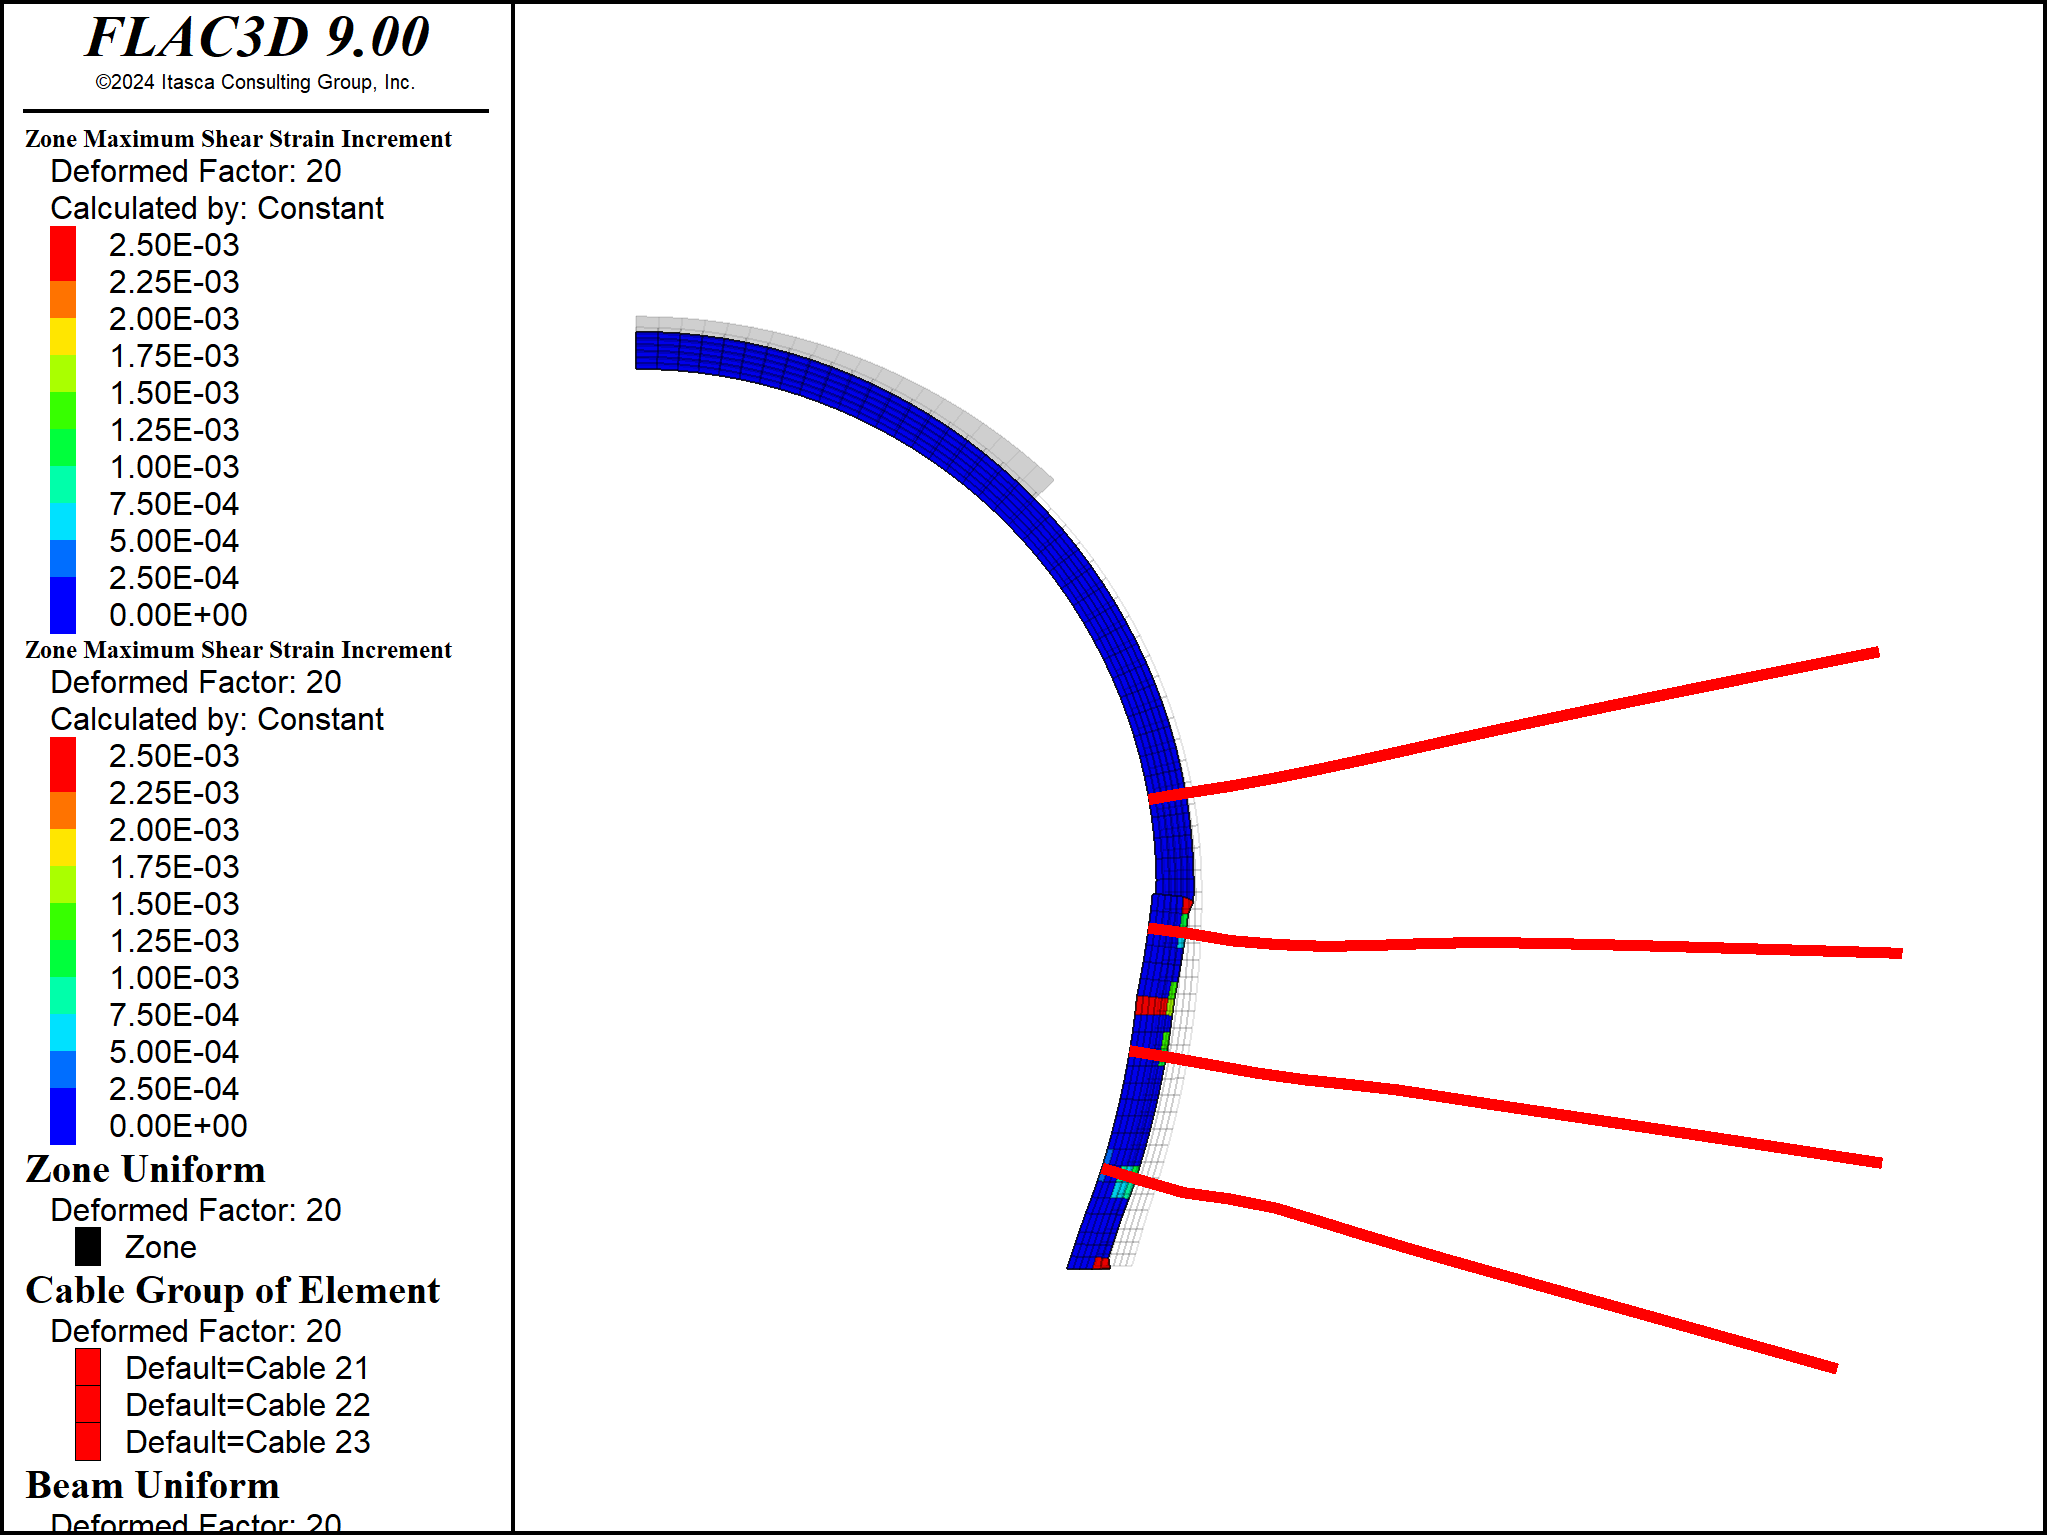 FLAC3D 9.00
©2024 Itasca Consulting Group, Inc.
Zone Maximum Shear Strain Increment
Deformed Factor: 20
Calculated by: Constant
2.50E-03
2.25E-03
2.00E-03
1.75E-03
1.50E-03
1.25E-03
1.00E-03
7.50E-04
5.00E-04
2.50E-04
0.00E+00
Zone Maximum Shear Strain Increment
Deformed Factor: 20
Calculated by: Constant
2.50E-03
2.25E-03
2.00E-03
1.75E-03
1.50E-03
1.25E-03
1.00E-03
7.50E-04
5.00E-04
2.50E-04
0.00E+00
Zone Uniform
Deformed Factor: 20
Zone
Cable Group of Element
Deformed Factor: 20
Default=Cable 21
Default=Cable 22
Default=Cable 23
Beam Uniform
Deformed Factor: 20